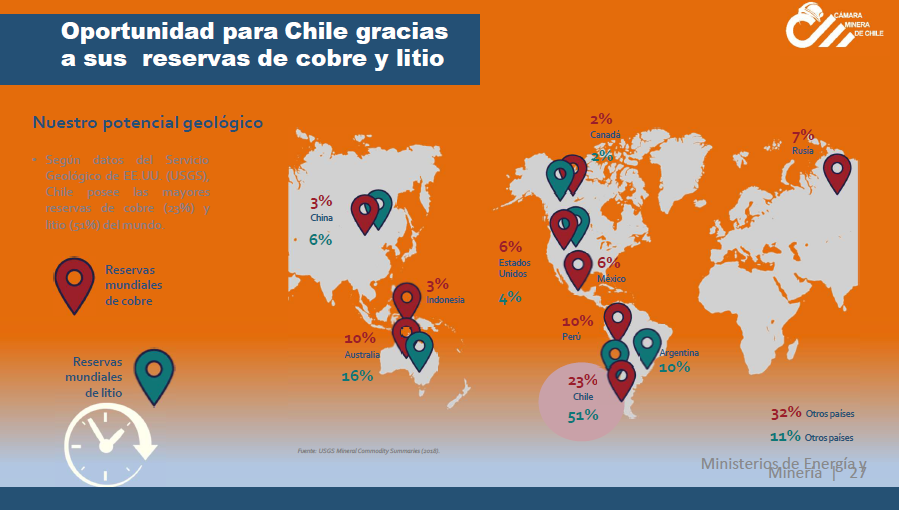 Oportunidad para Chile gracias
a sus reservas de cobre y litio
CÁMARA
MINERA
DE CHILE
Nuestro potencial geológico
• Según datos del Servicio
Geológico de EE.UU. (USGS),
Chile posee las mayores
reservas de cobre (23%) y
litio (51%) del mundo
Reservas
mundiales
de cobre
Reservas
mundiales
de litio
3%
China
6%
3%
Indonesia
10%
Australia
16%
2%
Canadá
2%
7%
Rusia
6%
Estados
Unidos
4%
6%
México
10%
Perú
Argentina
10%
23%
Chile
51%
32% Otros países
11% Otros países
Fuente: USGS Mineral Commodity Summaries (2018).
Ministerios de Energía y
Minería | 27